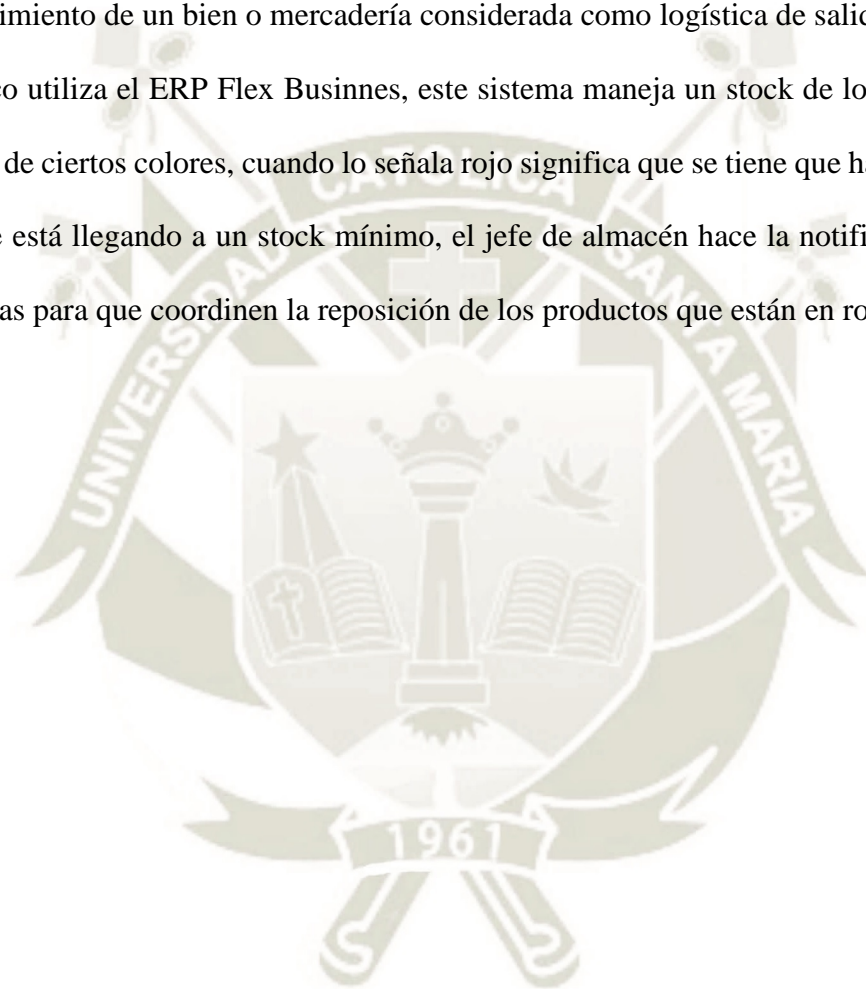 imiento de un bien o mercadería considerada como logística de salid
o utiliza el ERP Flex Businnes, este sistema maneja un stock de lo
de ciertos colores, cuando lo señala rojo significa que se tiene que ha
está llegando a un stock mínimo, el jefe de almacén hace la notifi
as para que coordinen la reposición de los productos que están en ro
UNIVERSIDAD CATOLICA SANTA MARIA
1961